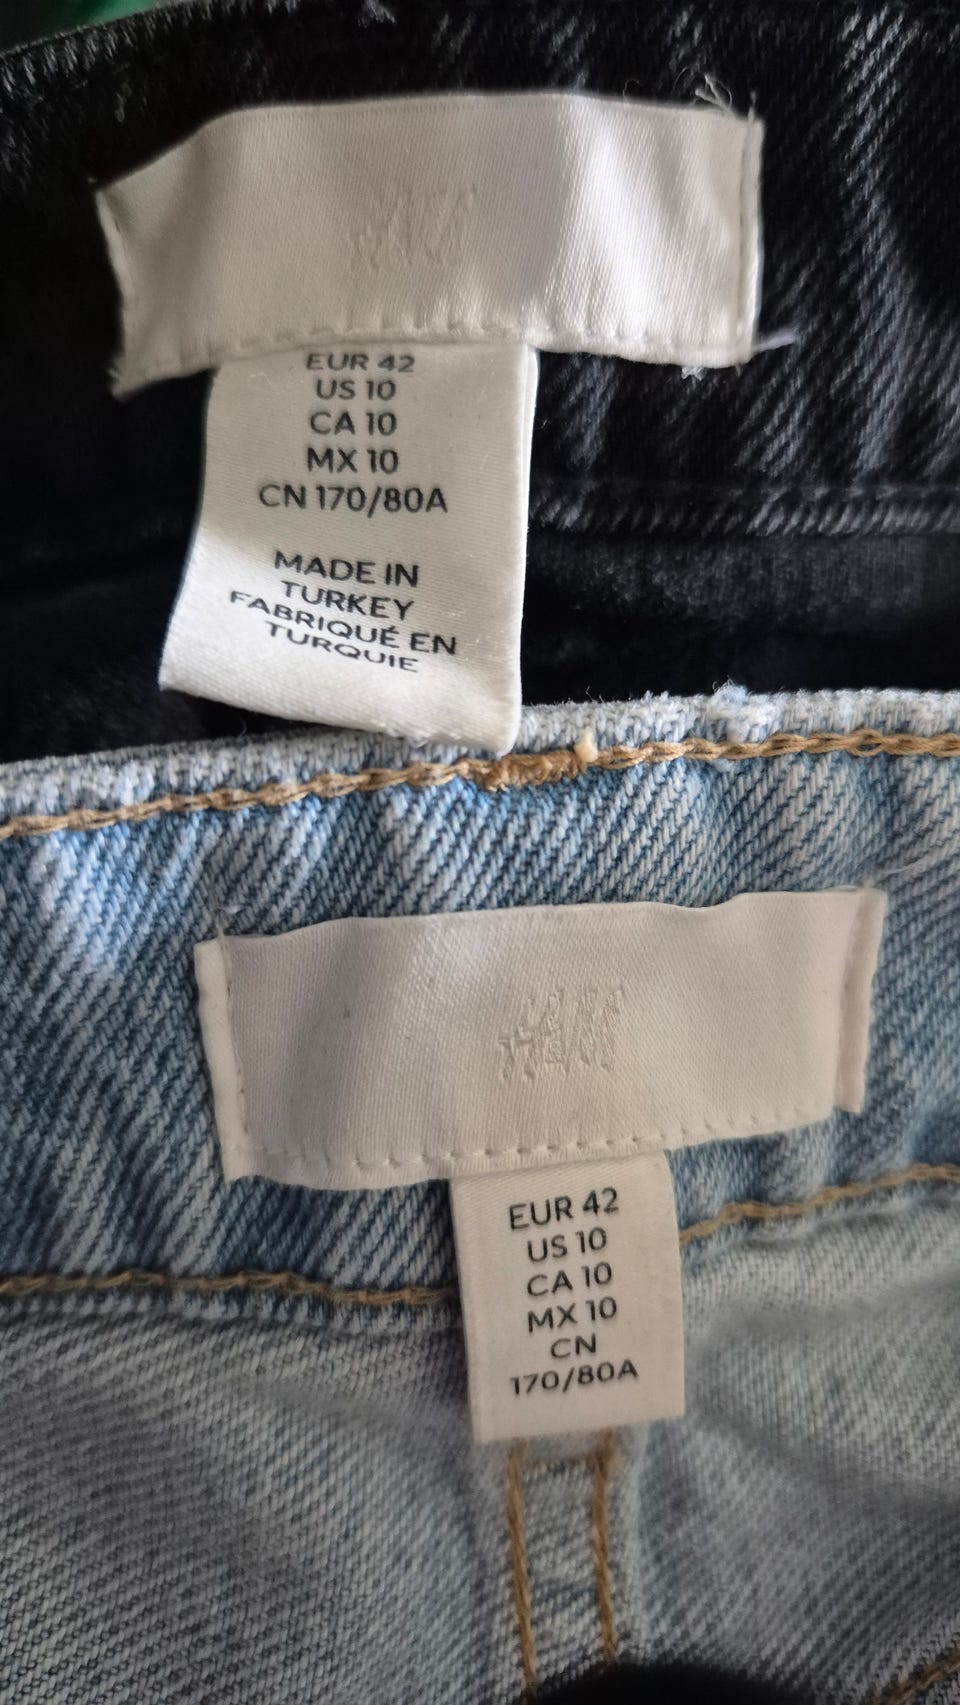 H&M
EUR 42
US 10
CA 10
MX 10
CN 170/80A
MADE IN
TURKEY
FABRIQUÉ EN
TURQUIE
H&M
EUR 42
US 10
CA 10
MX 10
CN
170/80A